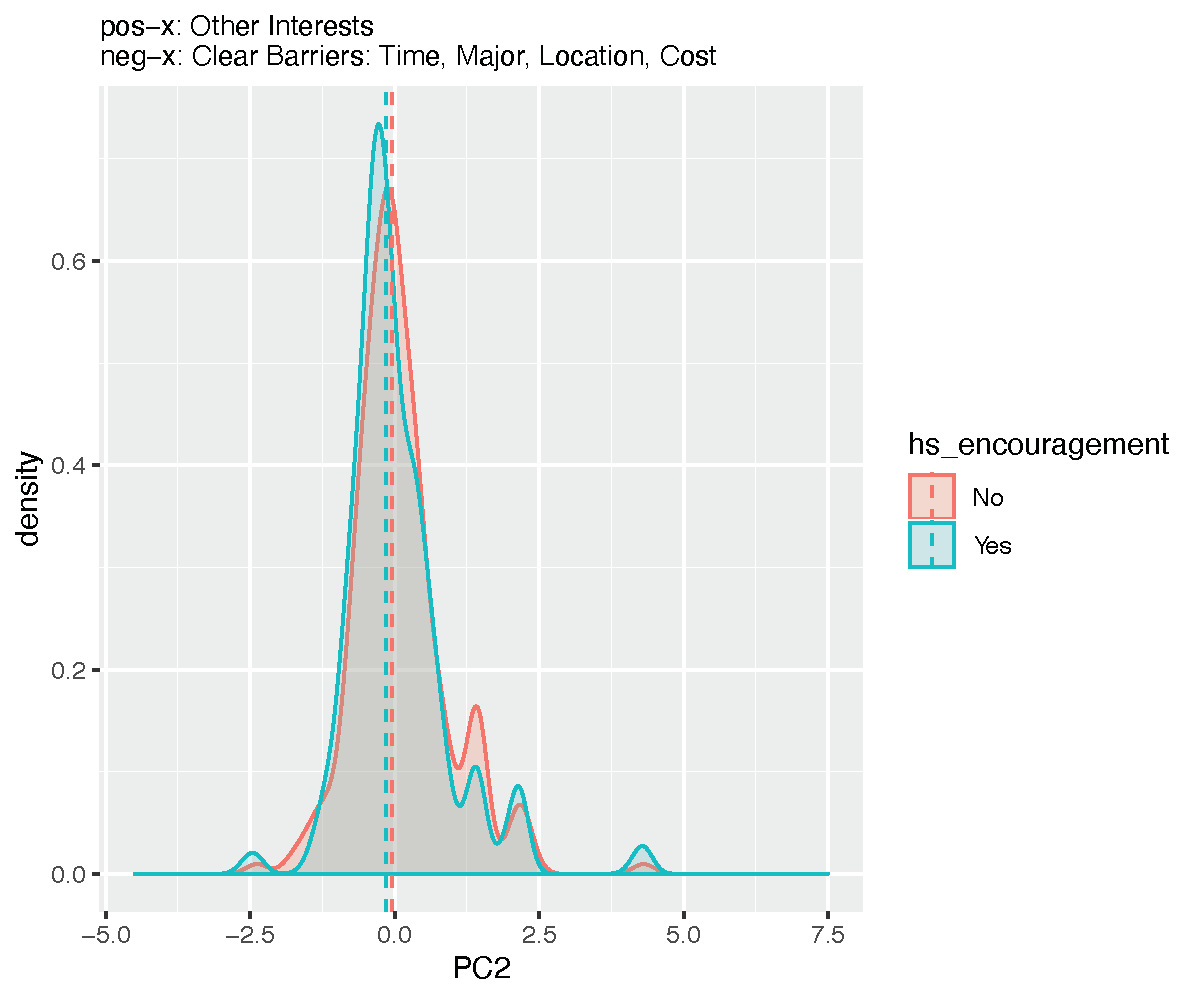 pos−x: Other Interests
neg−x: Clear Barriers: Time, Major, Location, Cost
density
0.6
0.4
0.2
0.0
−5.0
−2.5
0.0
2.5
5.0
7.5
PC2
hs_encouragement
No
Yes